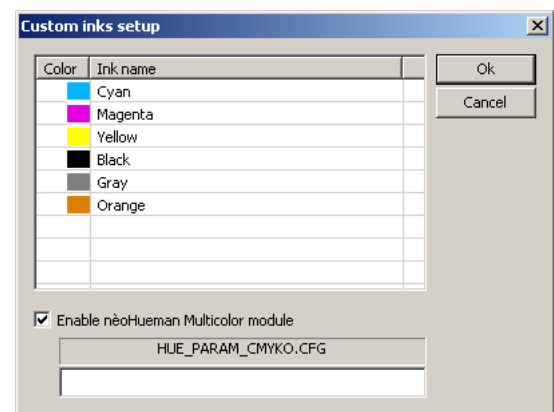 Custom inks setup
Color Ink name
Ok
Cyan
Cancel
Magenta
Yellow
Black
Gray
Orange
Enable nèoHueman Multicolor module
HUE_PARAM_CMYKO.CFG